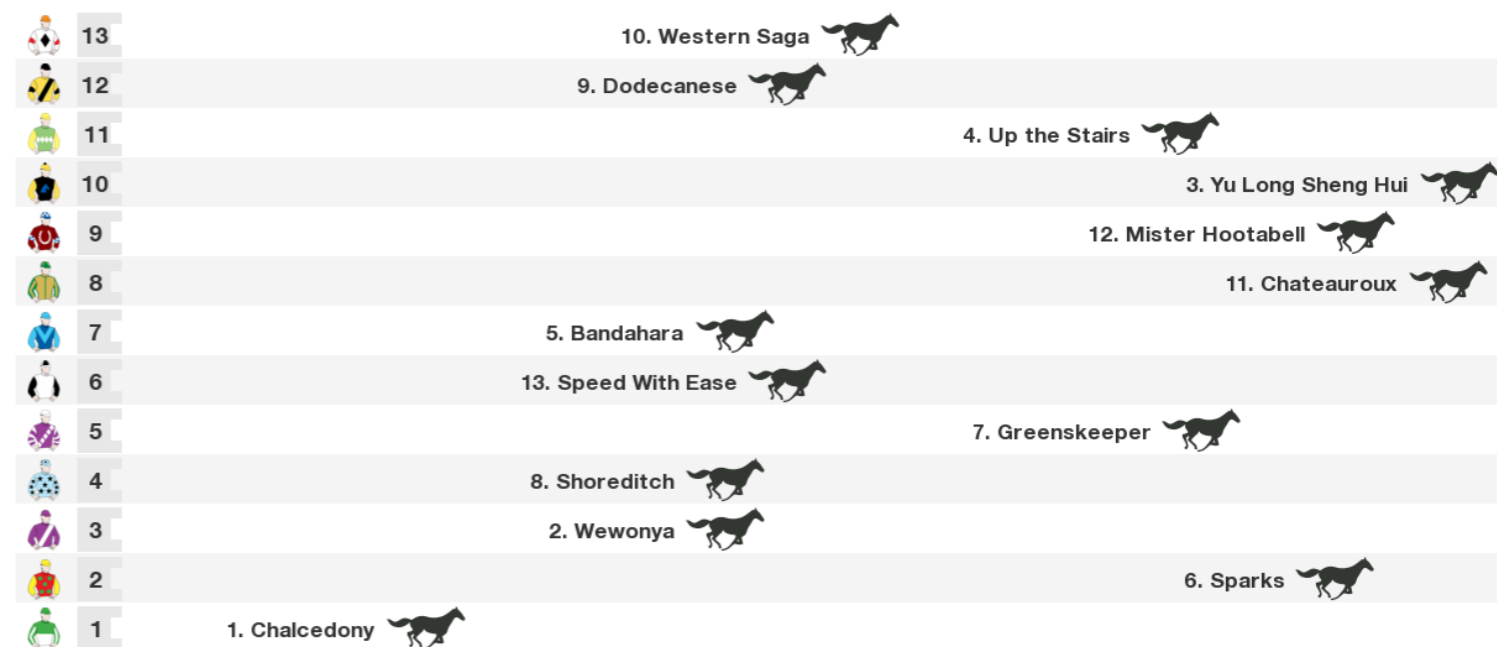 13 10. Western Saga
12 9. Dodecanese
11 4. Up the Stairs
10 3. Yu Long Sheng Hui
9 12. Mister Hootabell
8 11. Chateauroux
7 5. Bandahara
6 13. Speed With Ease
5 7. Greenskeeper
4 8. Shoreditch
3 2. Wewonya
2 6. Sparks
1 1. Chalcedony